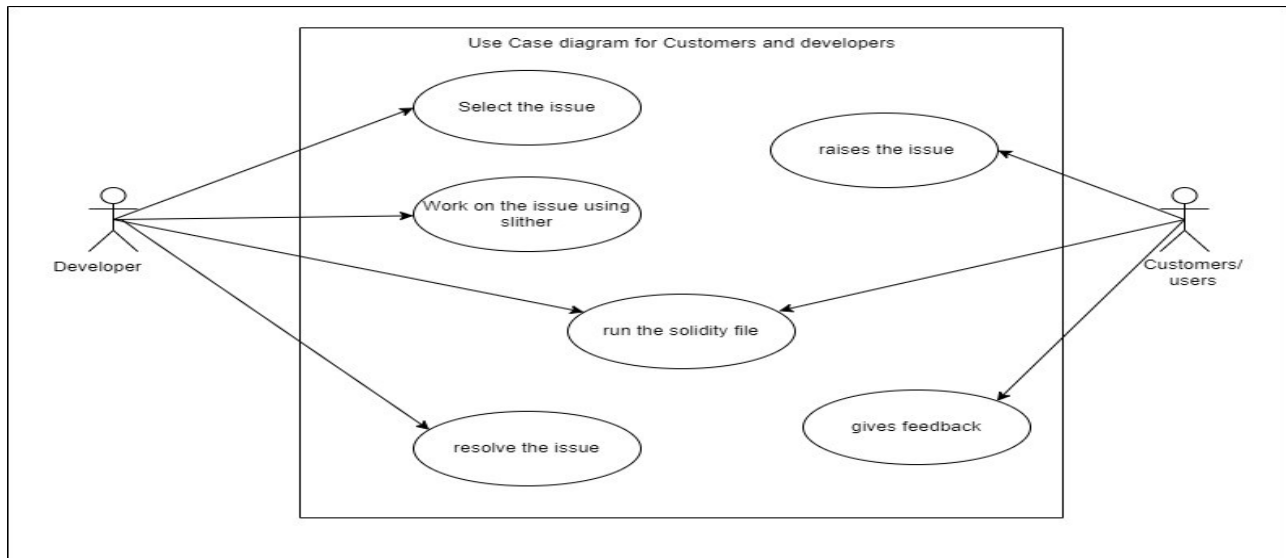 Use Case diagram for Customers and developers
Select the issue
raises the issue
Work on the issue using
slither
Developer
Customers/
users
run the solidity file
gives feedback
resolve the issue